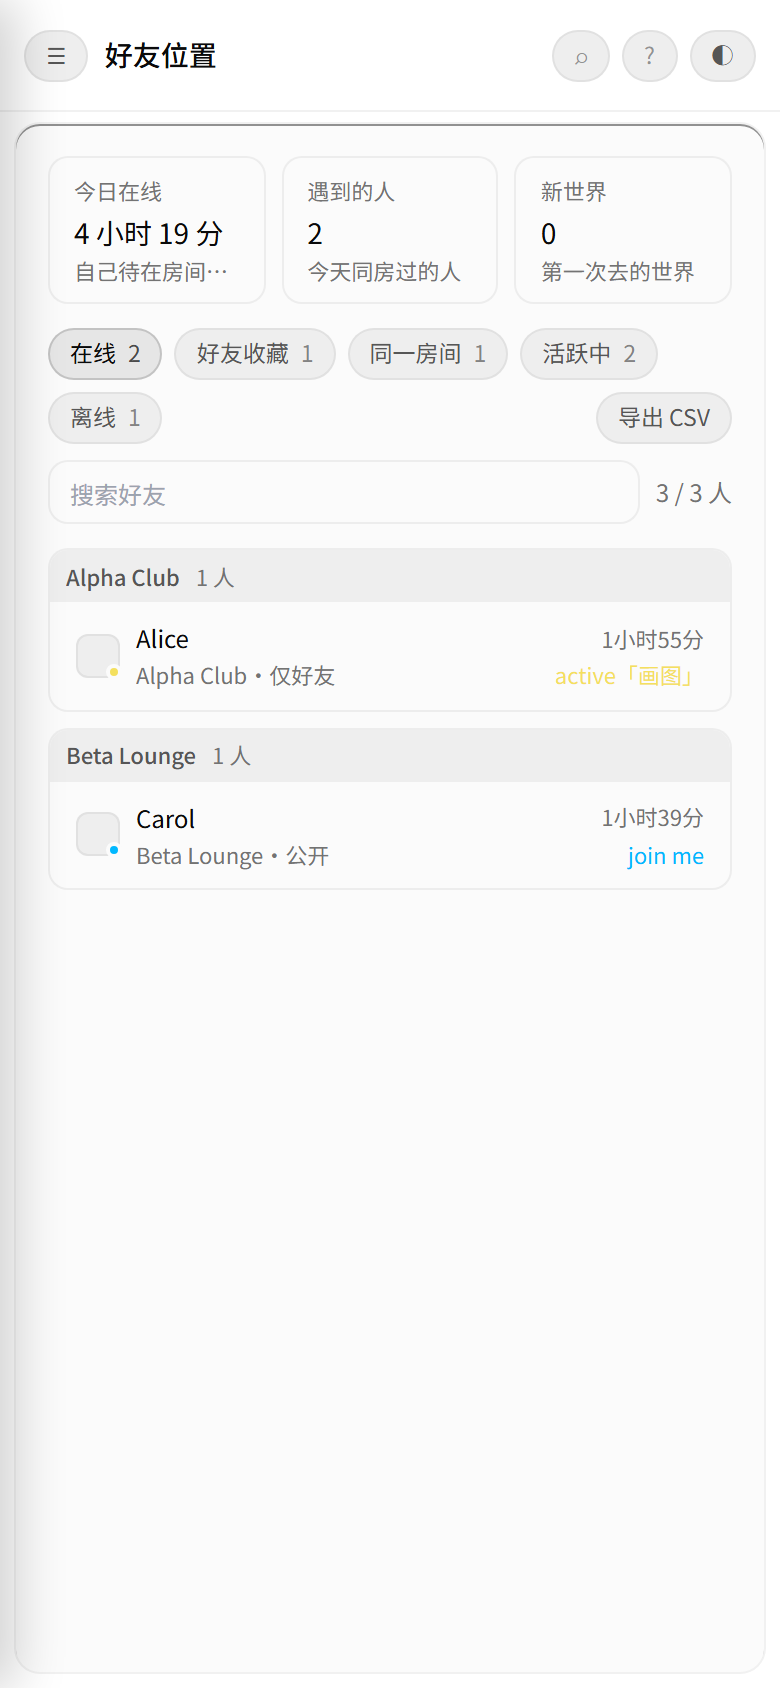 ☰ 好友位置 ⌕ ? ◐
今日在线 遇到的人 新世界
4 小时 19 分 2 0
自己待在房间… 今天同房过的人 第一次去的世界
在线 2 好友收藏 1 同一房间 1 活跃中 2
离线 1 导出 CSV
搜索好友 3 / 3 人
Alpha Club 1 人
Alice 1小时55分
Alpha Club・仅好友 active「画图」
Beta Lounge 1 人
Carol 1小时39分
Beta Lounge・公开 join me